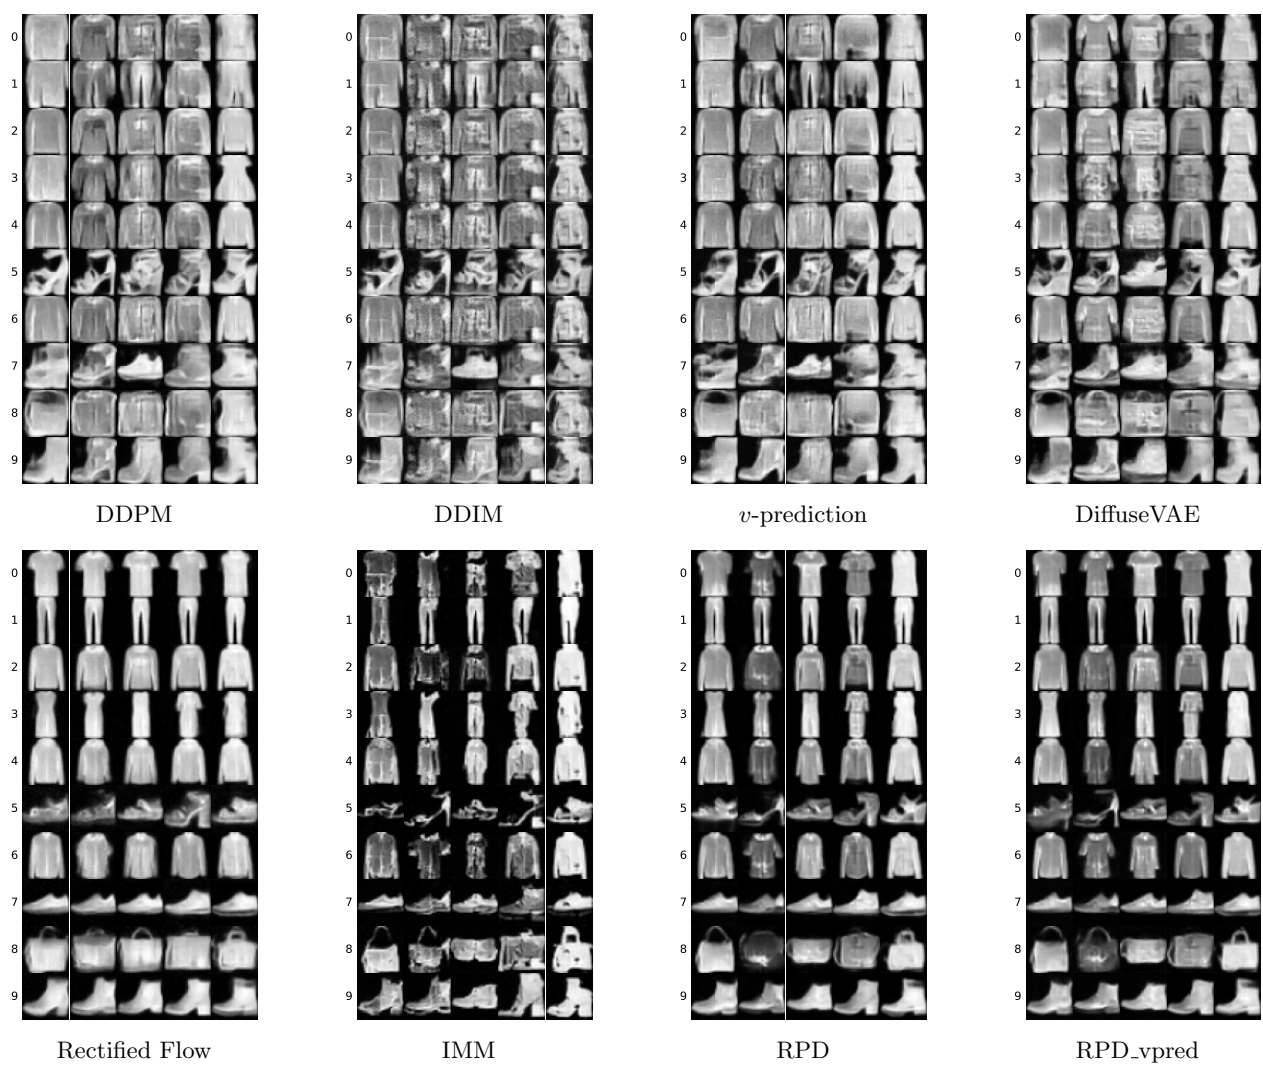 0 0 0 0
1 1 1 1
2 2 2 2
3 3 3 3
4 4 4 4
5 5 5 5
6 6 6 6
7 7 7 7
8 8 8 8
9 9 9 9
DDPM DDIM v-prediction DiffuseVAE
0 0 0 0
1 1 1 1
2 2 2 2
3 3 3 3
4 4 4 4
5 5 5 5
6 6 6 6
7 7 7 7
8 8 8 8
9 9 9 9
Rectified Flow IMM RPD RPD_vpred